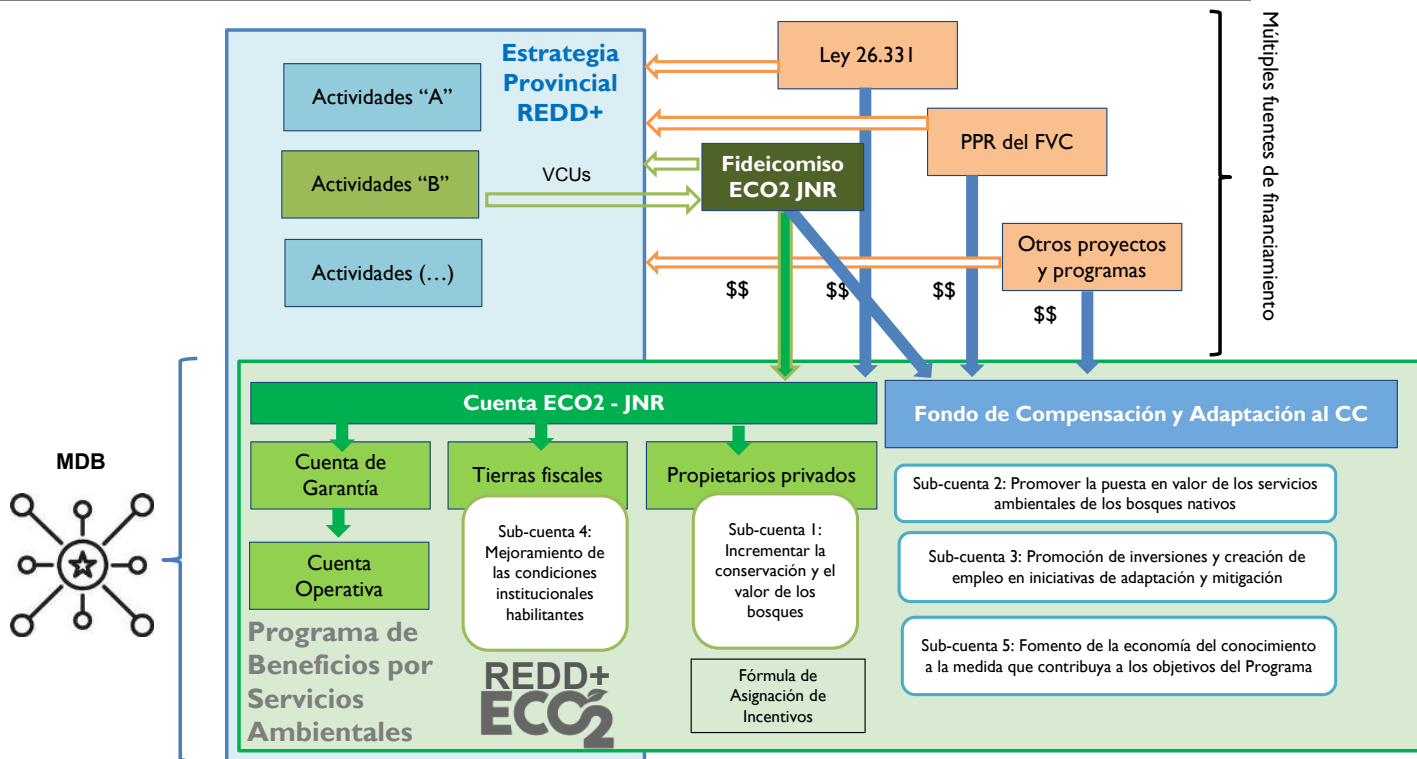 Múltiples fuentes de financiamiento
Estrategia
Provincial
REDD+
Ley 26.331
Actividades “A”
PPR del FVC
Fideicomiso
ECO2 JNR
Actividades “B”
VCUs
Otros proyectos
y programas
Actividades (…)
$$
$$
$$
$$
Cuenta ECO2 - JNR
Fondo de Compensación y Adaptación al CC
MDB
Cuenta de
Garantía
Tierras fiscales
Propietarios privados
Sub-cuenta 2: Promover la puesta en valor de los servicios
ambientales de los bosques nativos
Sub-cuenta 4:
Mejoramiento de
las condiciones
institucionales
habilitantes
Sub-cuenta 1:
Incrementar la
conservación y el
valor de los
bosques
Sub-cuenta 3: Promoción de inversiones y creación de
empleo en iniciativas de adaptación y mitigación
Cuenta
Operativa
Sub-cuenta 5: Fomento de la economía del conocimiento
a la medida que contribuya a los objetivos del Programa
Programa de
Beneficios por
Servicios
Ambientales
REDD+
ECO2
Fórmula de
Asignación de
Incentivos